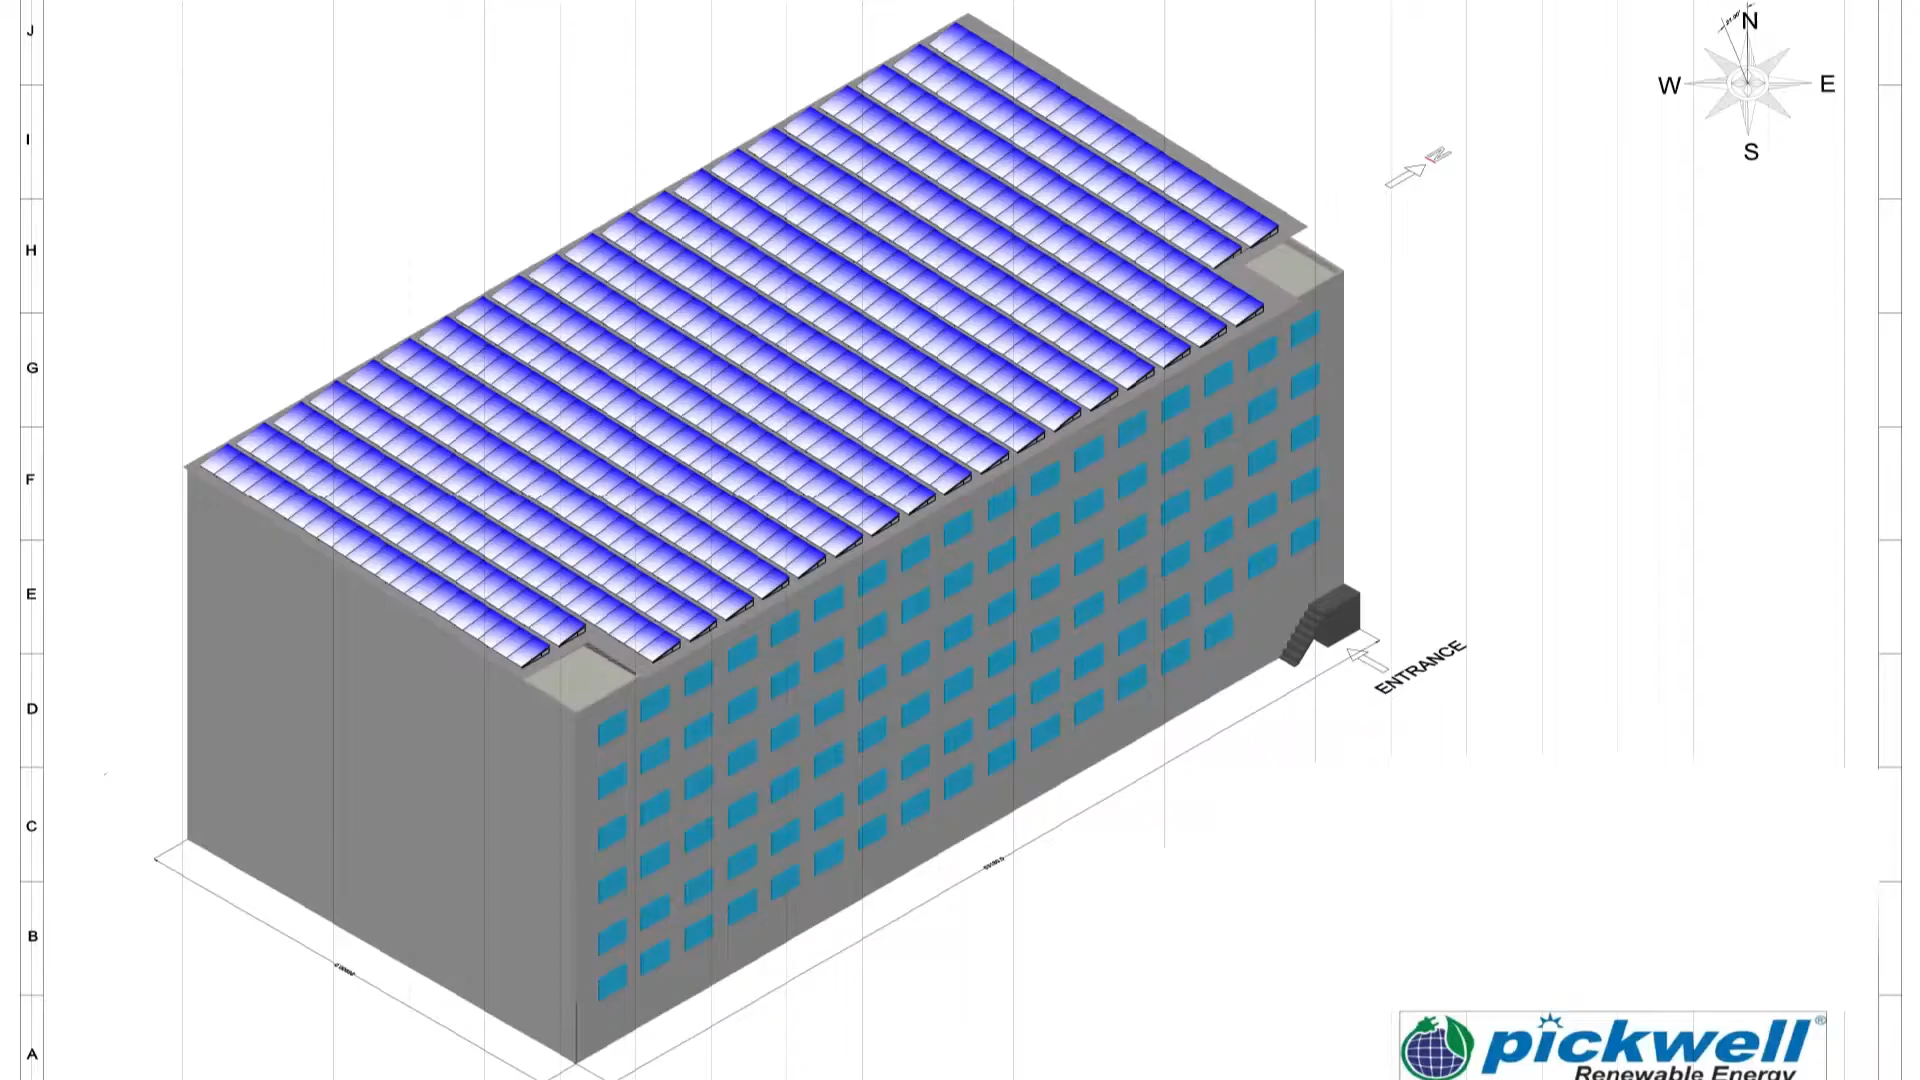 J
I
H
G
F
E
D
C
B
A
N
W
E
S
N
ENTRANCE
pickwell®
Renewable Energy